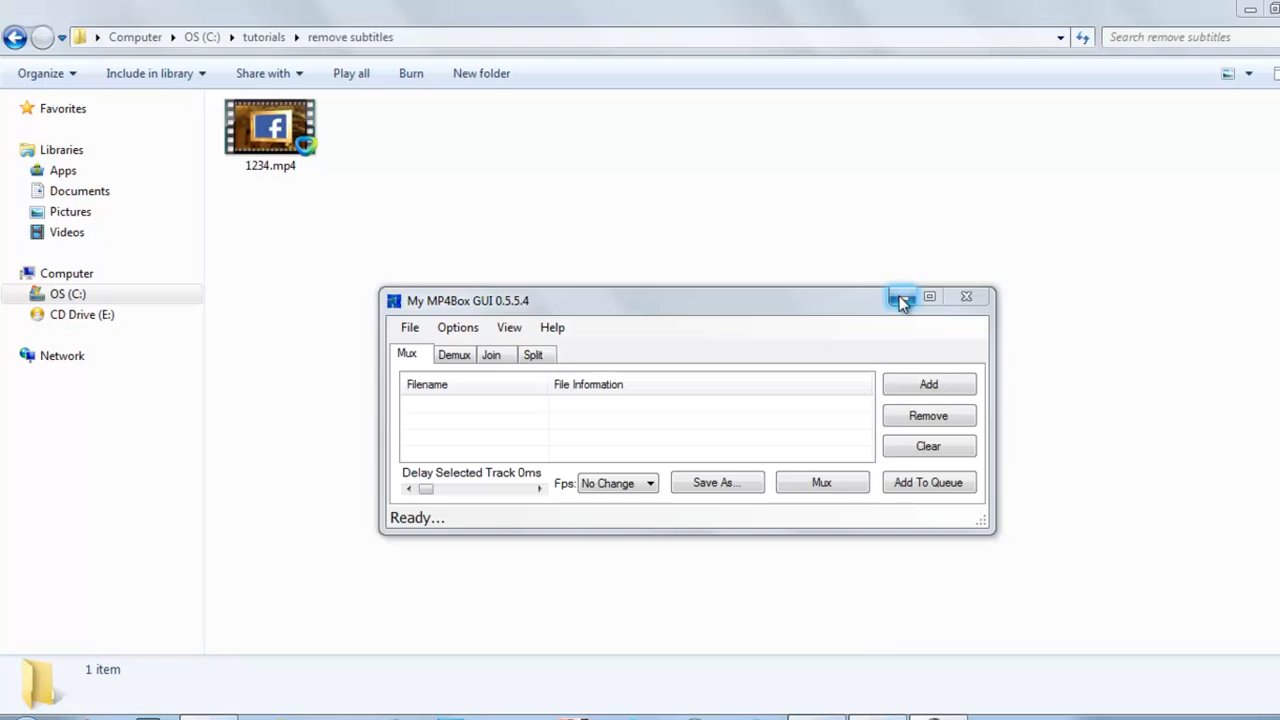 Computer OS (C:) tutorials remove subtitles
Search remove subtitles
Organize Include in library Share with Play all Burn New folder
Favorites
Libraries
Apps
Documents
Pictures
Videos
Computer
OS (C:)
CD Drive (E:)
Network
1234.mp4
My MP4Box GUI 0.5.5.4
File Options View Help
Mux Demux Join Split
Filename File Information
Add
Remove
Clear
Delay Selected Track 0ms
Fps: No Change Save As... Mux Add To Queue
Ready...
1 item